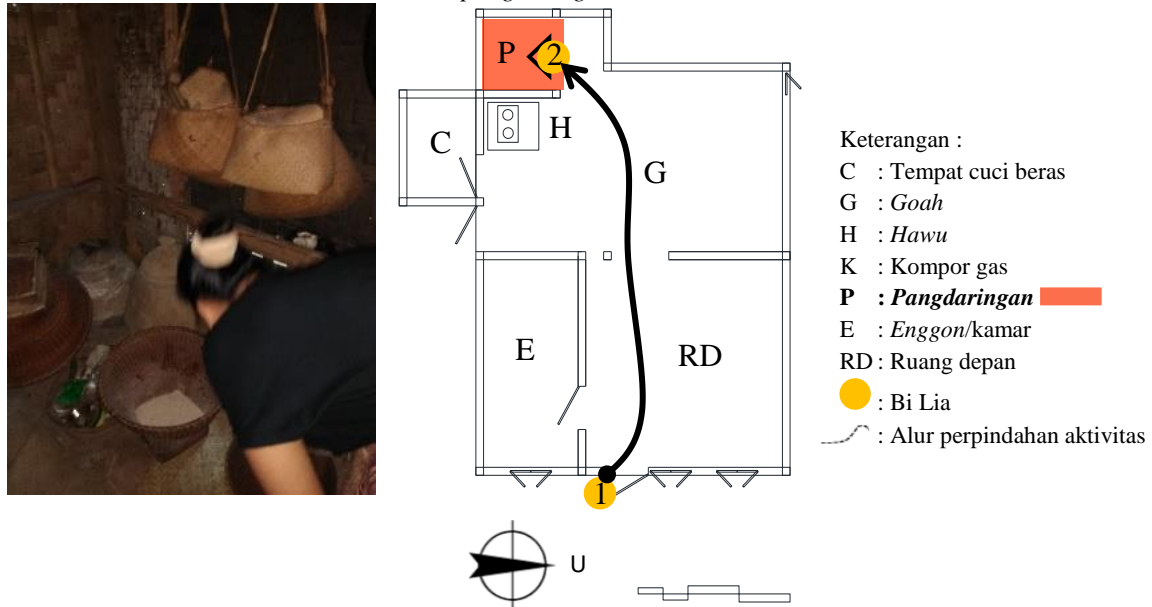 P
2
C
H
G
E
RD
1
U
Keterangan :
C : Tempat cuci beras
G : Goah
H : Hawu
K : Kompor gas
P : Pangdaringan
E : Enggon/kamar
RD : Ruang depan
: Bi Lia
: Alur perpindahan aktivitas